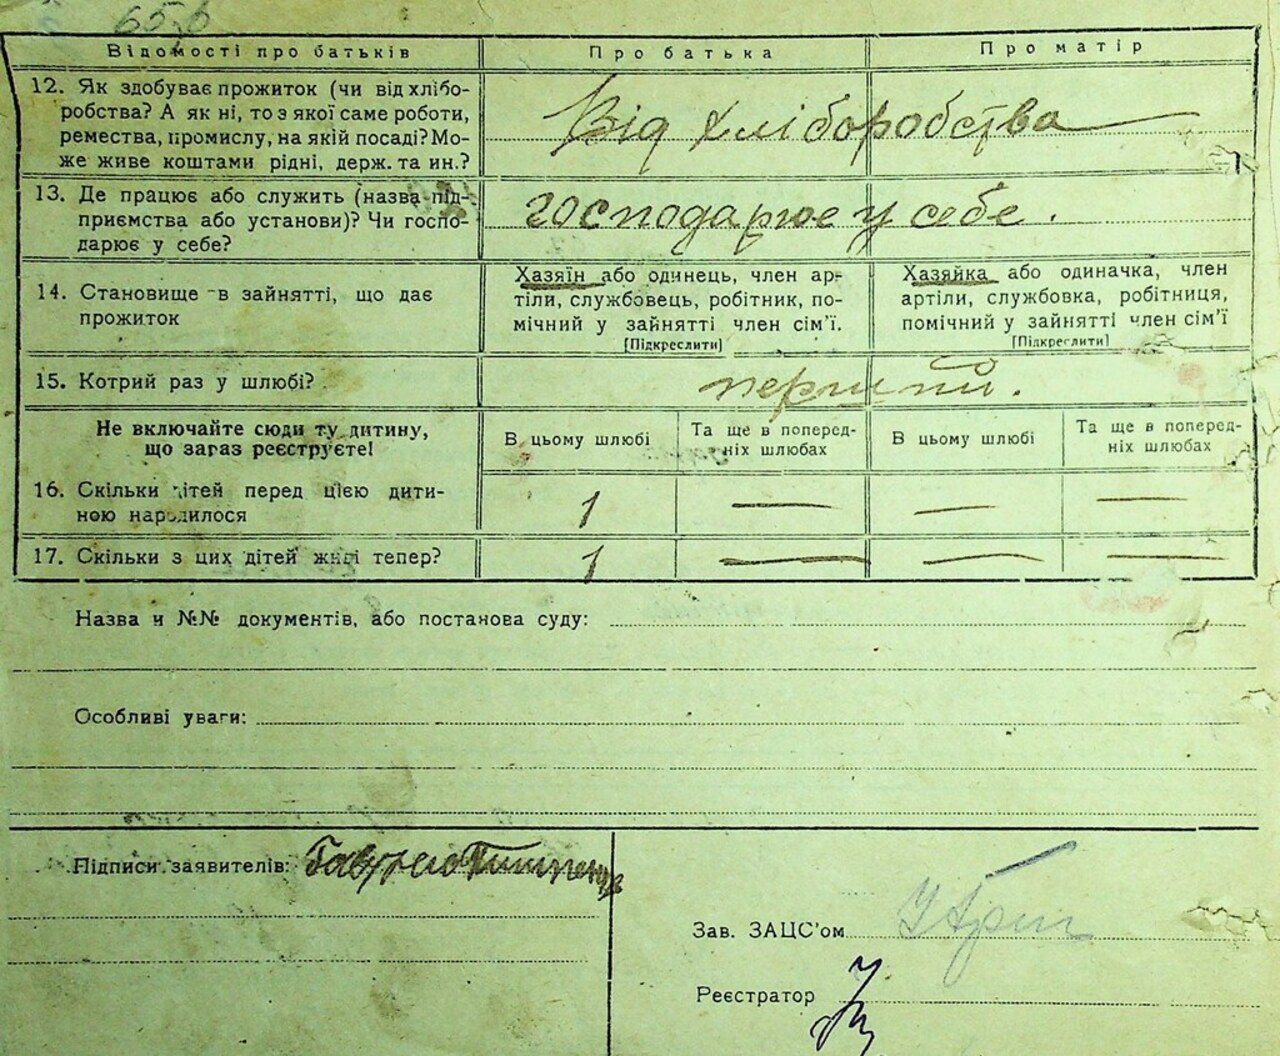 65
Відомості про батьків
Про батька
Про матір
12. Як здобуває прожиток (чи від хлібо-
робства? А як ні, то з якої саме роботи,
ремества, промислу, на якій посаді? Мо-
же живе коштами рідні, держ. та ин.?
Від хліборобства
13. Де працює або служить (назва під-
приємства або установи)? Чи госпо-
дарює у себе?
господарює у себе.
14. Становище в зайнятті, що дає
прожиток
Хазяїн або одинець, член ар-
тіли, службовець, робітник, по-
мічний у зайнятті член сім'ї.
[Підкреслити]
Хазяйка або одиначка, член
артіли, службовка, робітниця,
помічний у зайнятті член сім'ї
[Підкреслити]
15. Котрий раз у шлюбі?
перший.
Не включайте сюди ту дитину,
що зараз реєструєте!
В цьому шлюбі
Та ще в поперед-
ніх шлюбах
В цьому шлюбі
Та ще в поперед-
ніх шлюбах
16. Скільки дітей перед цією дити-
ною народилося
1 — — —
17. Скільки з цих дітей живі тепер?
1 — — —
Назва и №№ документів, або постанова суду:
Особливі уваги:
Підписи заявителів:
Зав. ЗАЦС'ом
Реєстратор